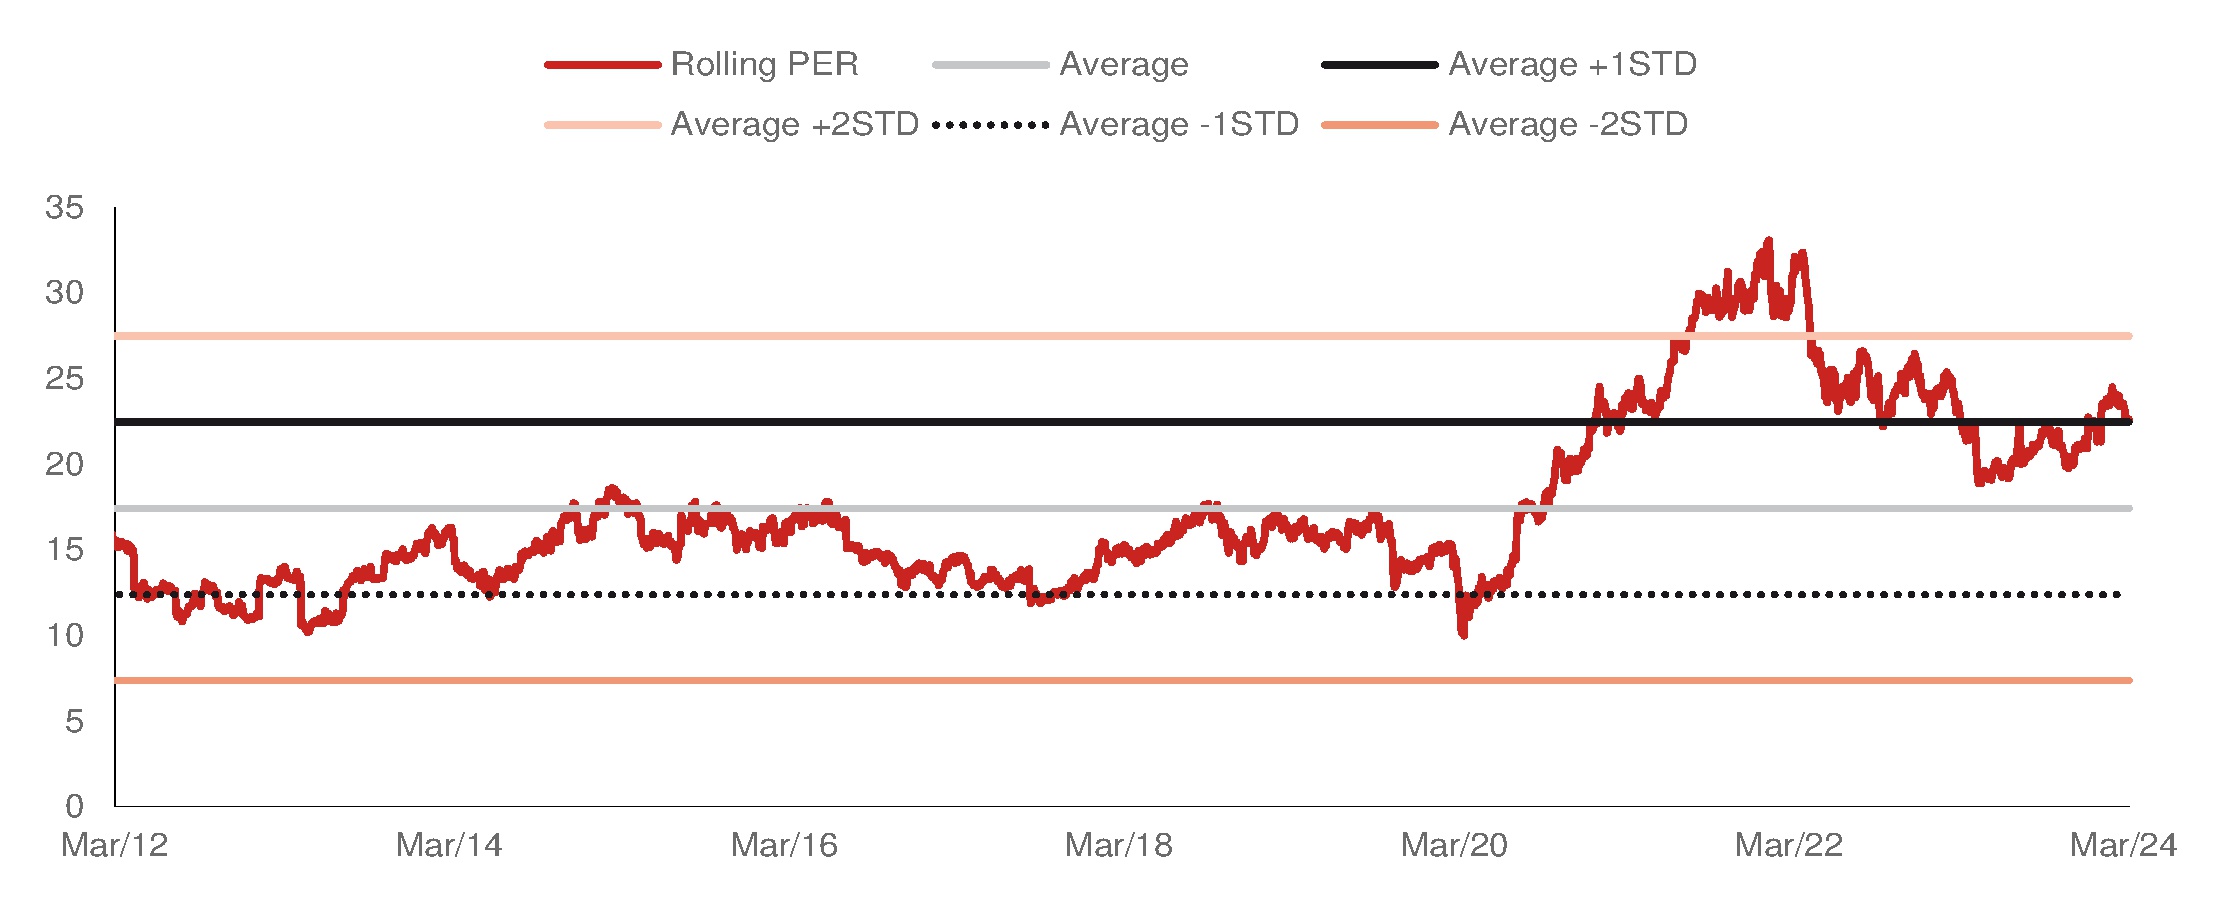 Rolling PER Average Average +1STD
Average +2STD Average -1STD Average -2STD
35
30
25
20
15
10
5
0
Mar/12 Mar/14 Mar/16 Mar/18 Mar/20 Mar/22 Mar/24